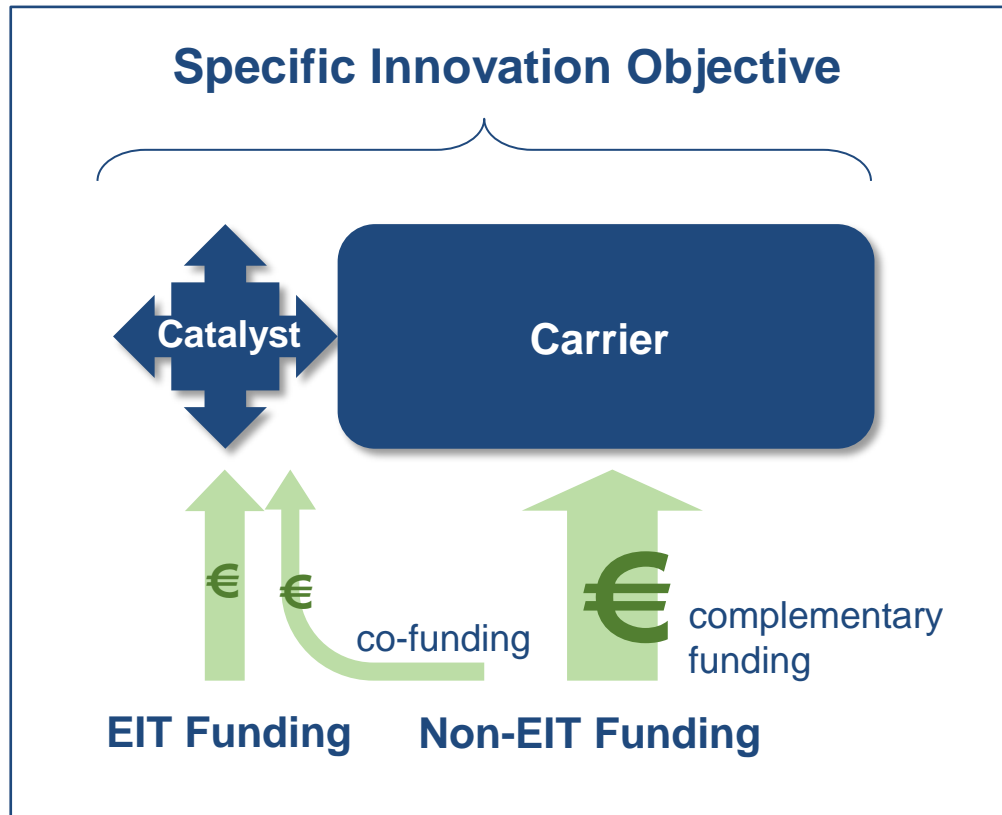 Specific Innovation Objective
Catalyst
Carrier
€
€
€
co-funding
complementary
funding
EIT Funding
Non-EIT Funding